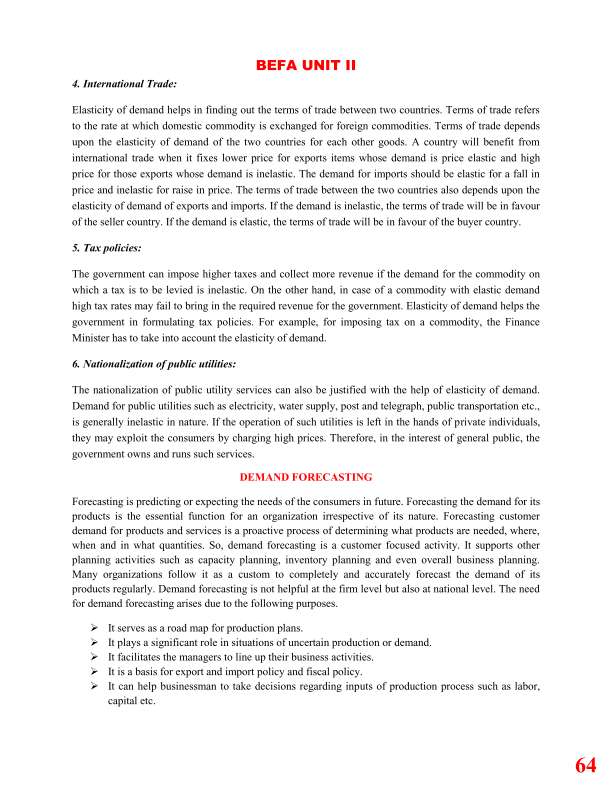 BEFA UNIT II
4. International Trade:
Elasticity of demand helps in finding out the terms of trade between two countries. Terms of trade refers
to the rate at which domestic commodity is exchanged for foreign commodities. Terms of trade depends
upon the elasticity of demand of the two countries for each other goods. A country will benefit from
international trade when it fixes lower price for exports items whose demand is price elastic and high
price for those exports whose demand is inelastic. The demand for imports should be elastic for a fall in
price and inelastic for raise in price. The terms of trade between the two countries also depends upon the
elasticity of demand of exports and imports. If the demand is inelastic, the terms of trade will be in favour
of the seller country. If the demand is elastic, the terms of trade will be in favour of the buyer country.
5. Tax policies:
The government can impose higher taxes and collect more revenue if the demand for the commodity on
which a tax is to be levied is inelastic. On the other hand, in case of a commodity with elastic demand
high tax rates may fail to bring in the required revenue for the government. Elasticity of demand helps the
government in formulating tax policies. For example, for imposing tax on a commodity, the Finance
Minister has to take into account the elasticity of demand.
6. Nationalization of public utilities:
The nationalization of public utility services can also be justified with the help of elasticity of demand.
Demand for public utilities such as electricity, water supply, post and telegraph, public transportation etc.,
is generally inelastic in nature. If the operation of such utilities is left in the hands of private individuals,
they may exploit the consumers by charging high prices. Therefore, in the interest of general public, the
government owns and runs such services.
DEMAND FORECASTING
Forecasting is predicting or expecting the needs of the consumers in future. Forecasting the demand for its
products is the essential function for an organization irrespective of its nature. Forecasting customer
demand for products and services is a proactive process of determining what products are needed, where,
when and in what quantities. So, demand forecasting is a customer focused activity. It supports other
planning activities such as capacity planning, inventory planning and even overall business planning.
Many organizations follow it as a custom to completely and accurately forecast the demand of its
products regularly. Demand forecasting is not helpful at the firm level but also at national level. The need
for demand forecasting arises due to the following purposes.
➢ It serves as a road map for production plans.
➢ It plays a significant role in situations of uncertain production or demand.
➢ It facilitates the managers to line up their business activities.
➢ It is a basis for export and import policy and fiscal policy.
➢ It can help businessman to take decisions regarding inputs of production process such as labor,
capital etc.
64